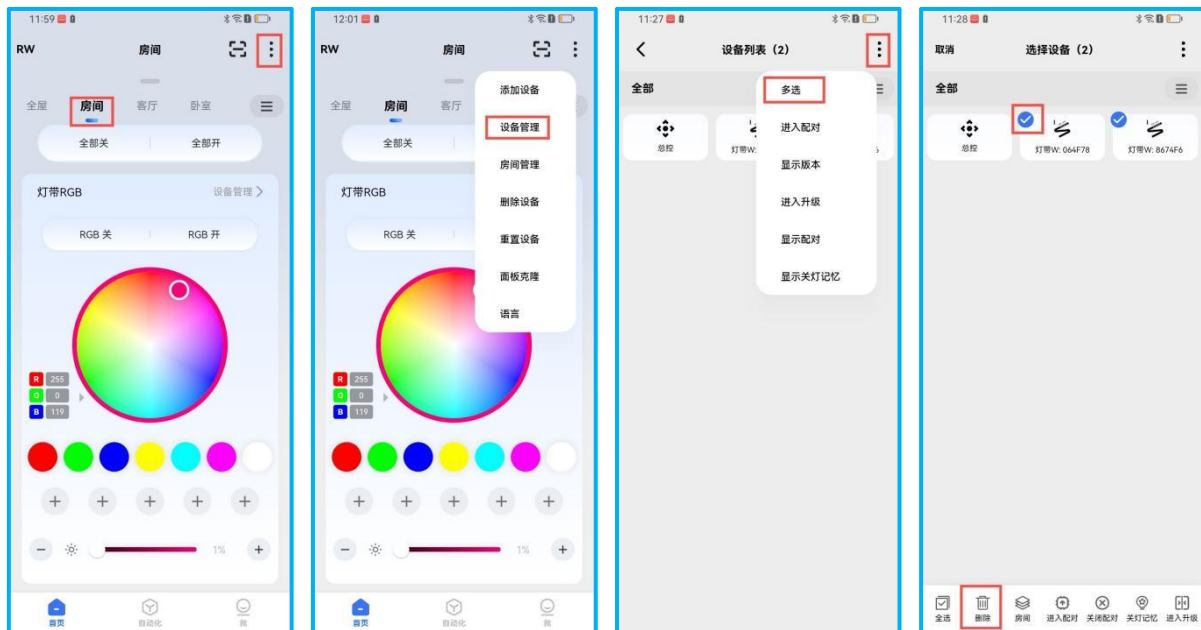 11:59
RW 房间
全屋 房间 客厅 卧室
全部关 全部开
灯带RGB 设备管理
RGB 关 RGB 开
R 255
G 0
B 119
1%
首页 自动化 我
12:01
RW 房间
添加设备
全屋 房间 客厅
设备管理
全部关
房间管理
灯带RGB
删除设备
RGB 关
重置设备
面板克隆
语言
R 255
G 0
B 119
1%
首页 自动化 我
11:27
设备列表（2）
全部
多选
进入配对
总控 灯带W:
显示版本
进入升级
显示配对
显示关灯记忆
11:28
取消 选择设备（2）
全部
总控 灯带W: 064F78 灯带W: 8674F6
全选 删除 房间 进入配对 关闭配对 关灯记忆 进入升级